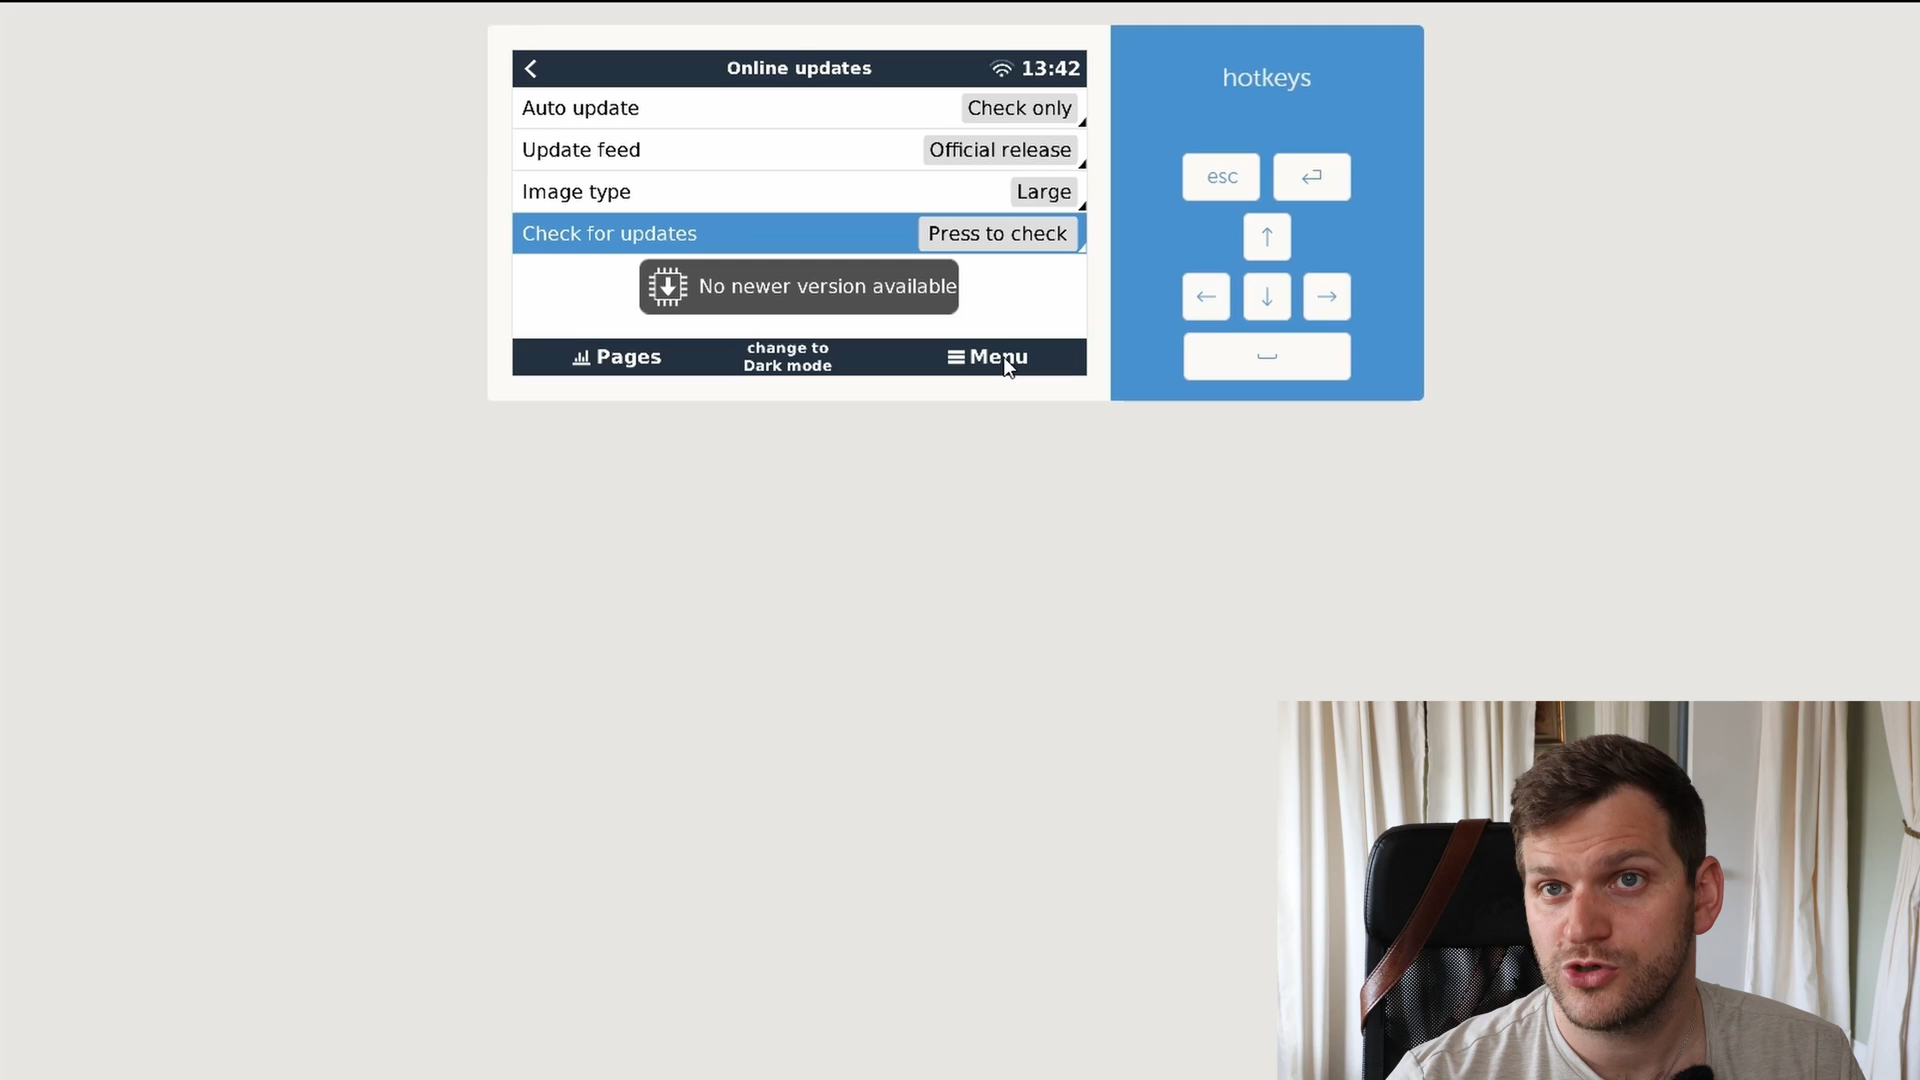 Online updates
13:42
Auto update
Check only
Update feed
Official release
Image type
Large
Check for updates
Press to check
No newer version available
Pages
change to
Dark mode
Menu
hotkeys
esc